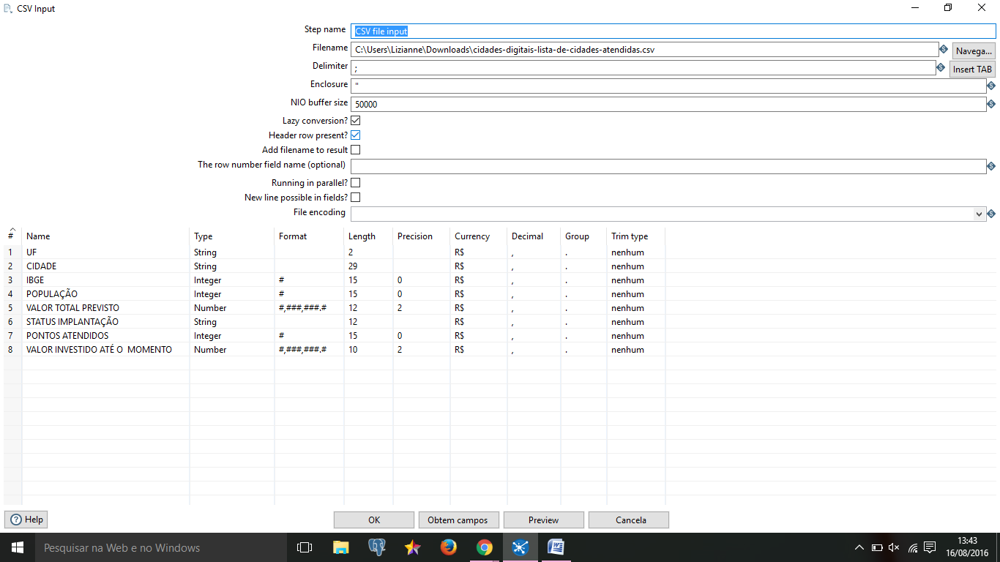 CSV Input
Step name CSV file input
Filename C:\Users\Lizianne\Downloads\cidades-digitais-lista-de-cidades-atendidas.csv Navega...
Delimiter ; Insert TAB
Enclosure "
NIO buffer size 50000
Lazy conversion?
Header row present?
Add filename to result
The row number field name (optional)
Running in parallel?
New line possible in fields?
File encoding
# Name Type Format Length Precision Currency Decimal Group Trim type
1 UF String 2 R$ , . nenhum
2 CIDADE String 29 R$ , . nenhum
3 IBGE Integer # 15 0 R$ , . nenhum
4 POPULAÇÃO Integer # 15 0 R$ , . nenhum
5 VALOR TOTAL PREVISTO Number #,###,###.# 12 2 R$ , . nenhum
6 STATUS IMPLANTAÇÃO String 12 R$ , . nenhum
7 PONTOS ATENDIDOS Integer # 15 0 R$ , . nenhum
8 VALOR INVESTIDO ATÉ O  MOMENTO Number #,###,###.# 10 2 R$ , . nenhum
Help OK Obtem campos Preview Cancela
Pesquisar na Web e no Windows 13:43
16/08/2016